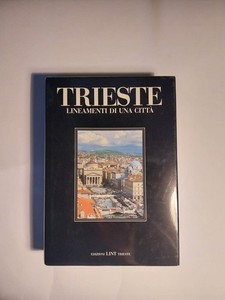 TRIESTE
LINEAMENTI DI UNA CITTÀ
EDIZIONI LINT TRIESTE